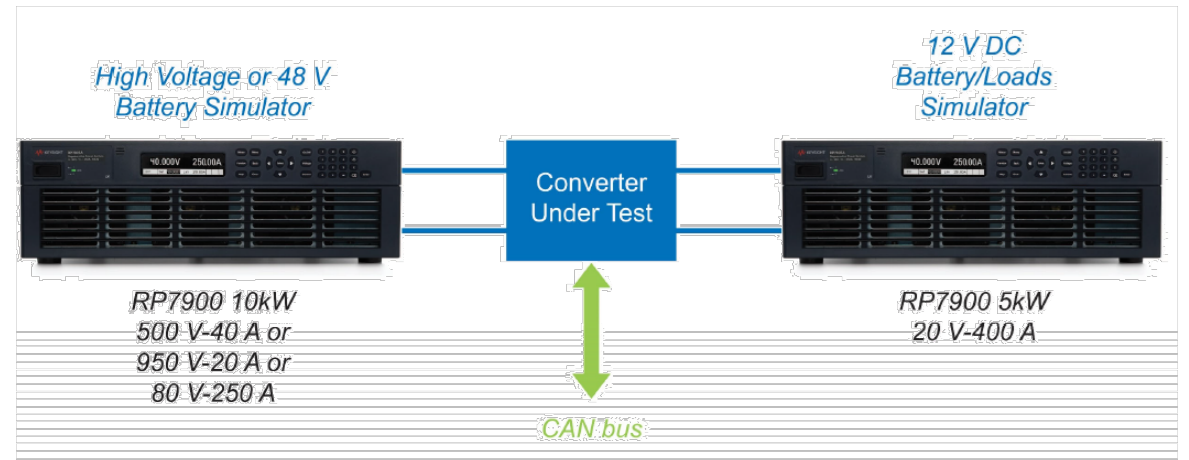 High Voltage or 48 V
Battery Simulator
12 V DC
Battery/Loads
Simulator
KEYSIGHT
40.000V 250.00A
KEYSIGHT
40.000V 250.00A
Converter
Under Test
RP7900 10kW
500 V-40 A or
950 V-20 A or
80 V-250 A
RP7900 5kW
20 V-400 A
CAN bus